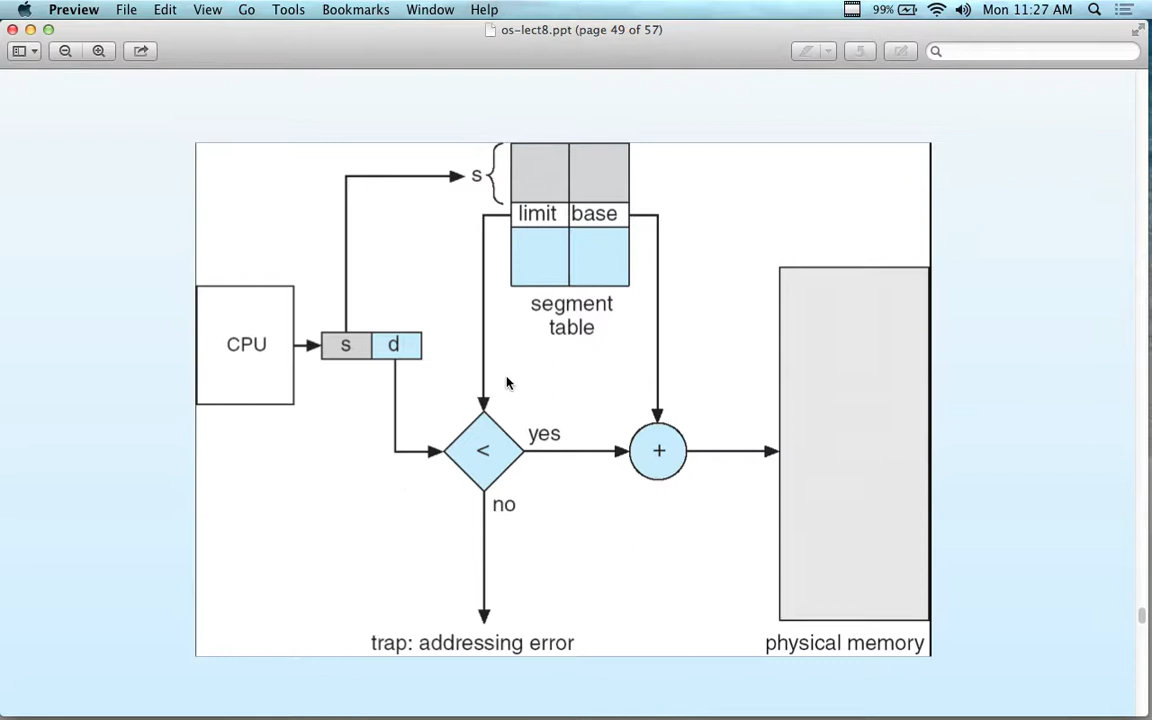 Preview File Edit View Go Tools Bookmarks Window Help 99% Mon 11:27 AM
os-lect8.ppt (page 49 of 57)
s
limit base
segment
table
CPU
s d
<
yes
+
no
trap: addressing error
physical memory